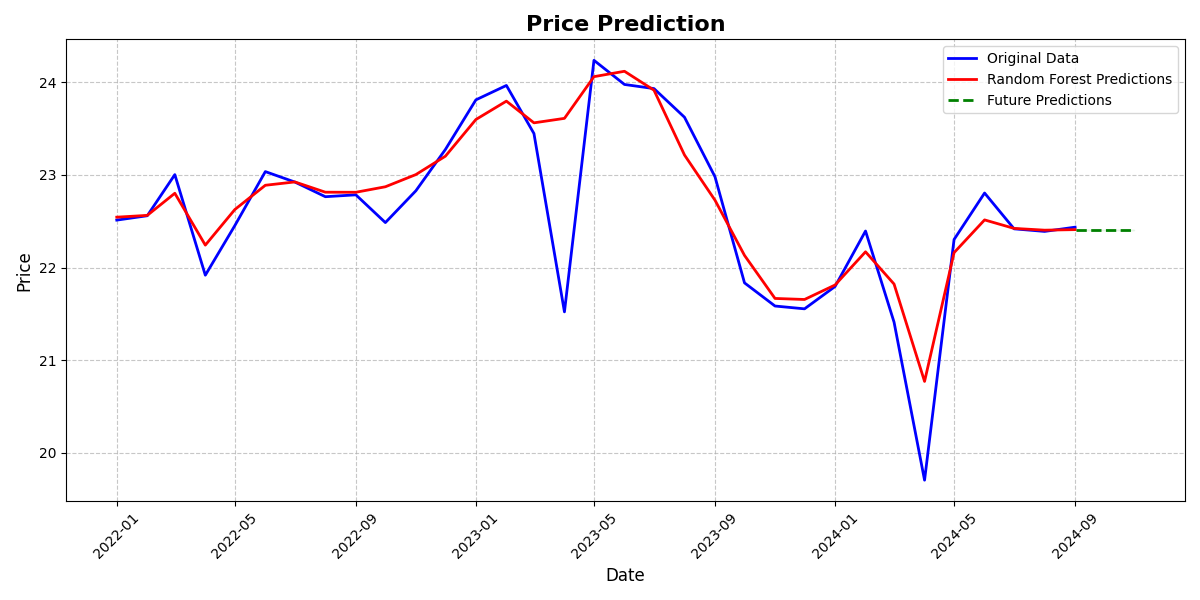 Price Prediction
Original Data
Random Forest Predictions
Future Predictions
Price
24
23
22
21
20
2022-01
2022-05
2022-09
2023-01
2023-05
2023-09
2024-01
2024-05
2024-09
Date